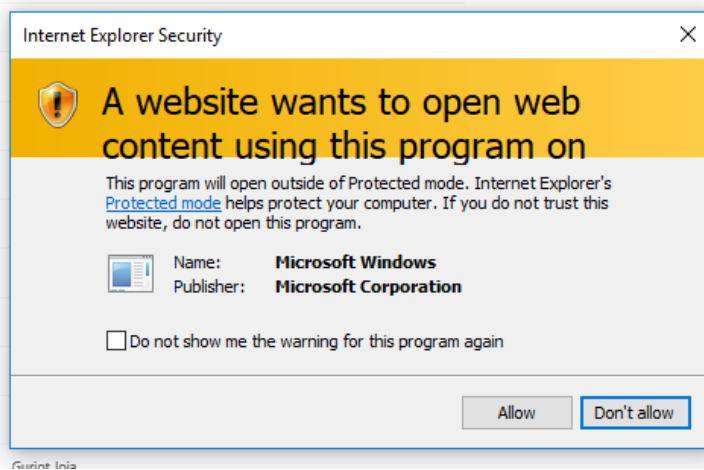 Internet Explorer Security
A website wants to open web
content using this program on
This program will open outside of Protected mode. Internet Explorer's
Protected mode helps protect your computer. If you do not trust this
website, do not open this program.
Name: Microsoft Windows
Publisher: Microsoft Corporation
Do not show me the warning for this program again
Allow Don't allow